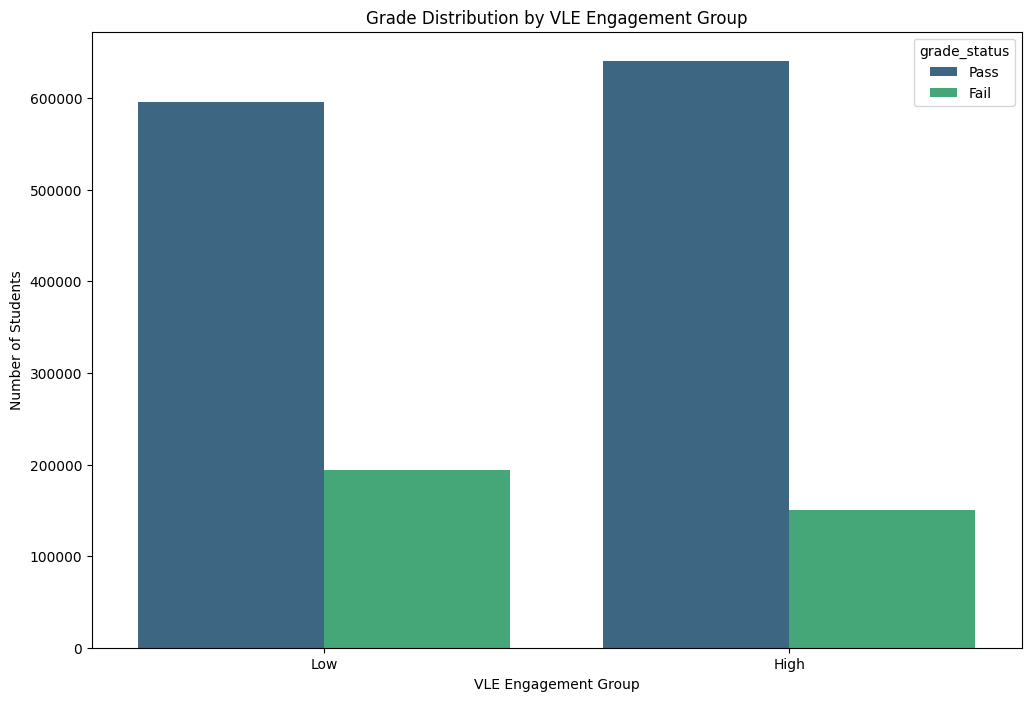 Grade Distribution by VLE Engagement Group
grade_status
Pass
Fail
600000
500000
400000
300000
200000
100000
0
Number of Students
Low
High
VLE Engagement Group